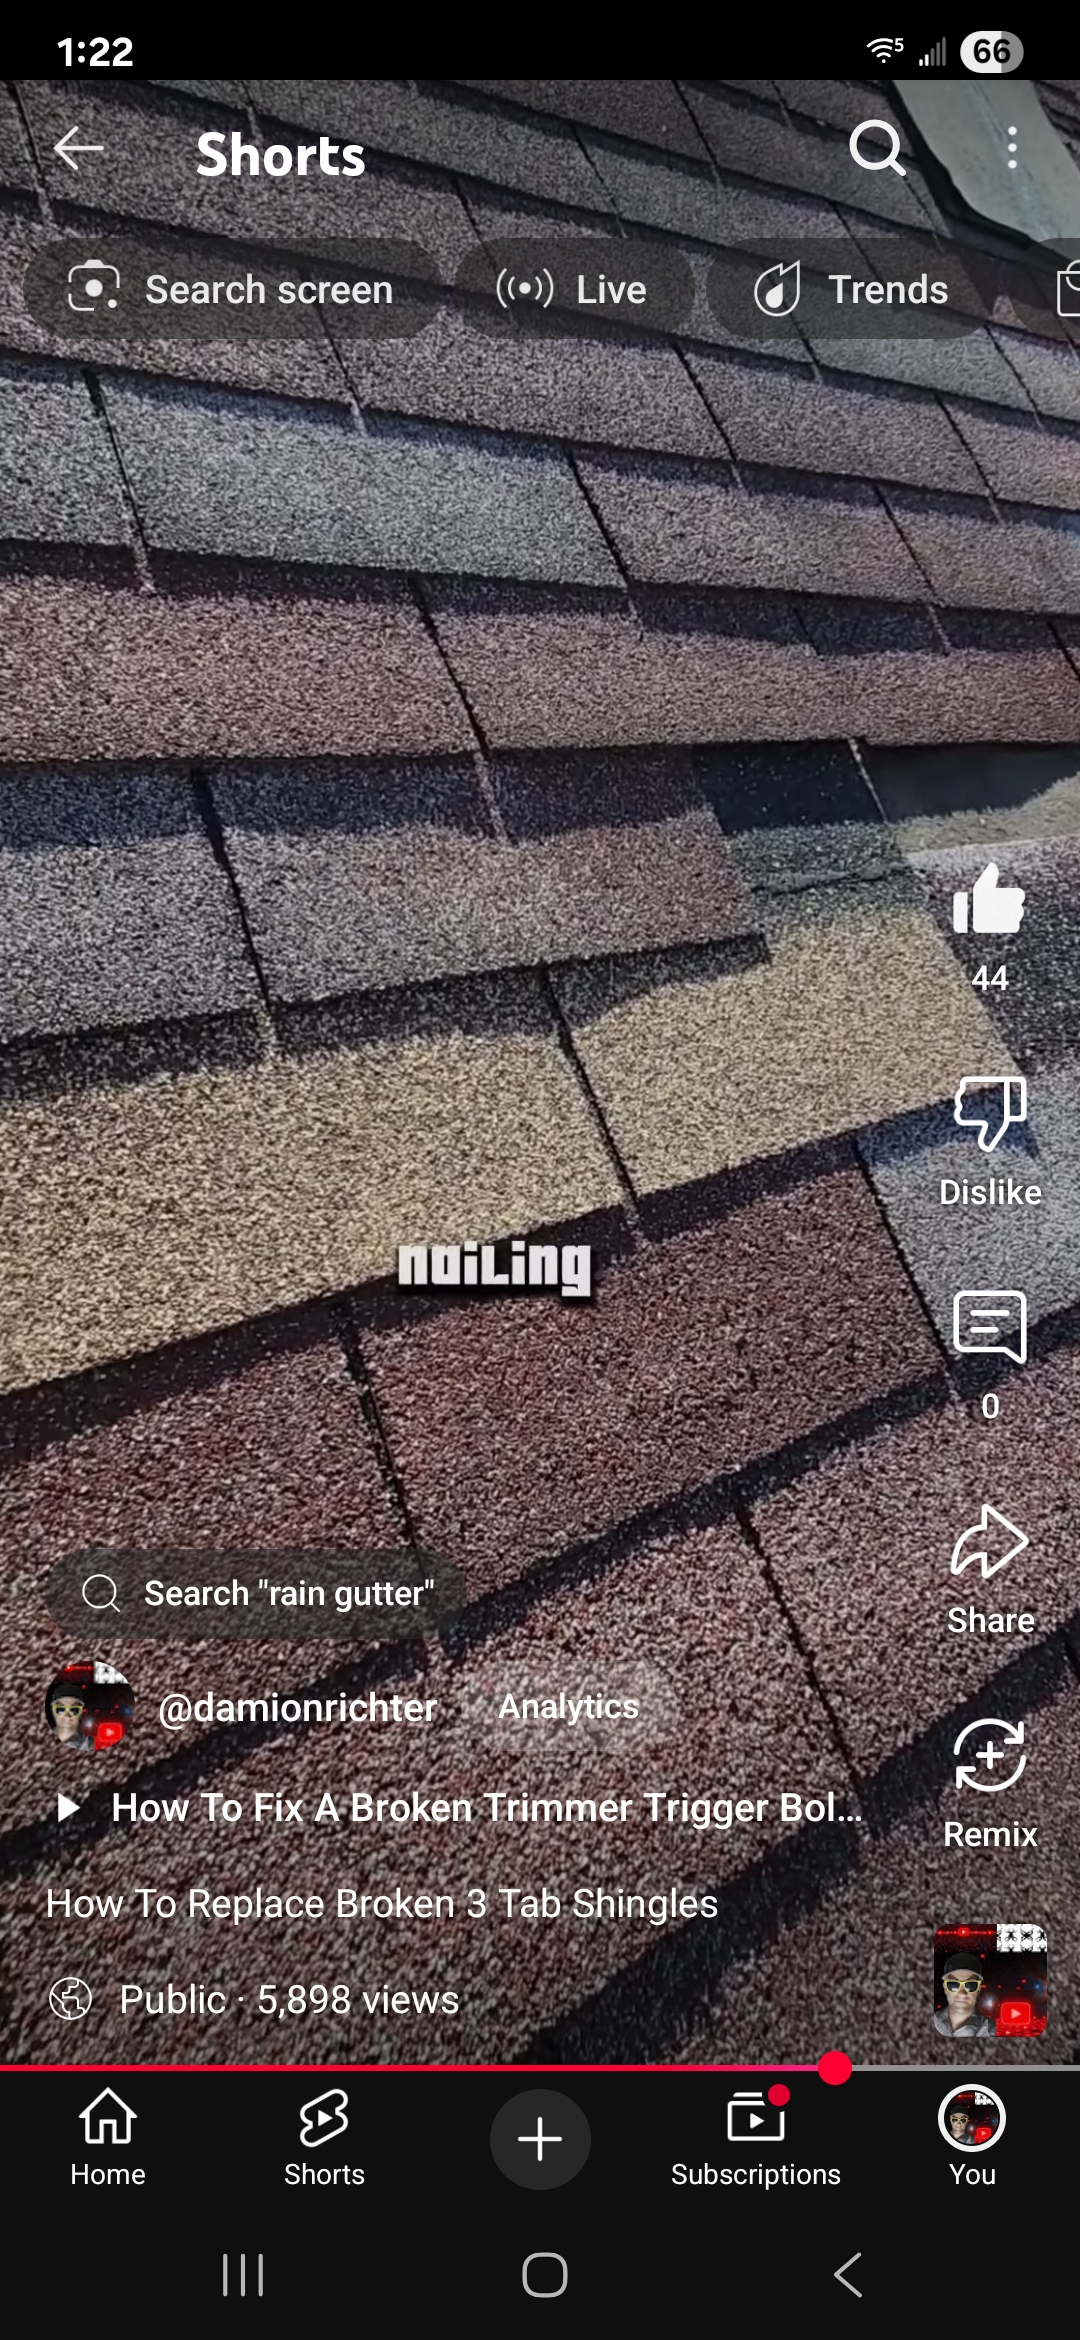 1:22
5
66
Shorts
Search screen
Live
Trends
44
Dislike
nailing
0
Search "rain gutter"
Share
@damionrichter
Analytics
How To Fix A Broken Trimmer Trigger Bol...
Remix
How To Replace Broken 3 Tab Shingles
Public · 5,898 views
Home
Shorts
Subscriptions
You